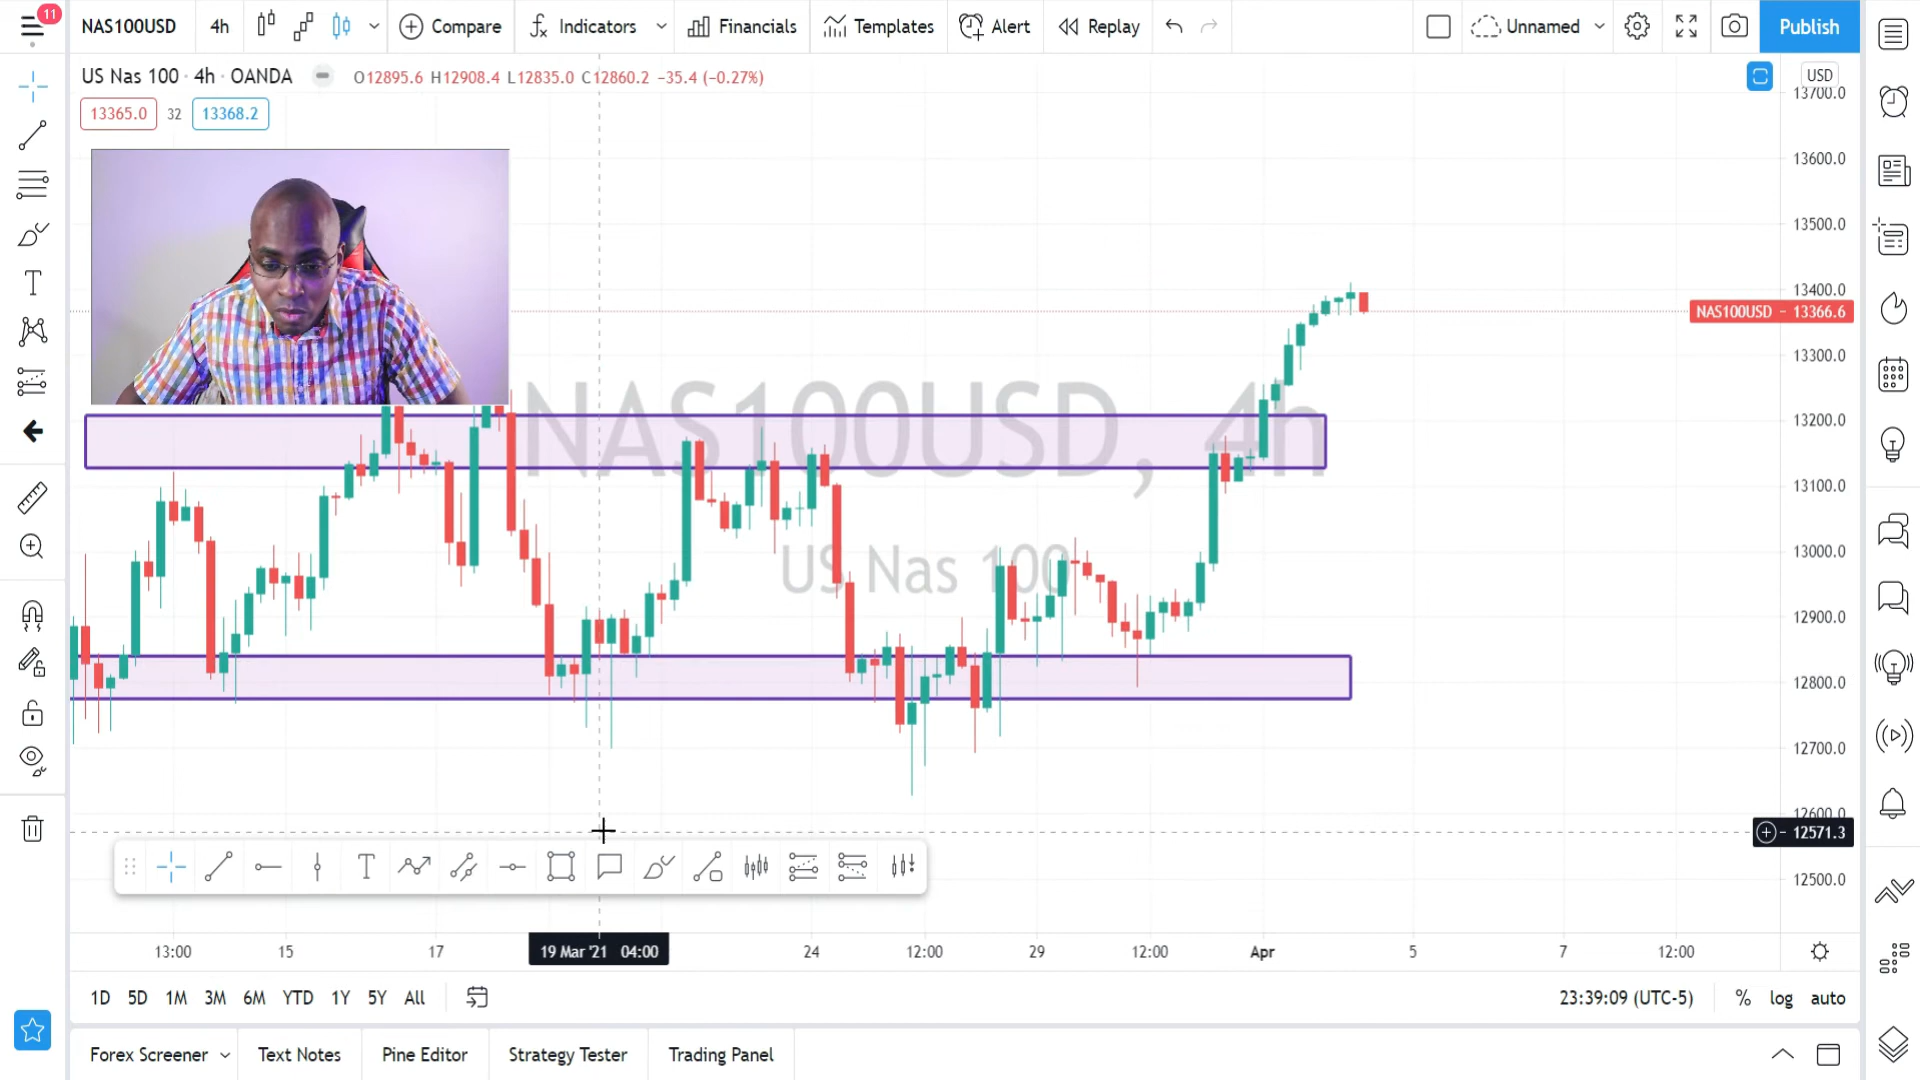 11
NAS100USD 4h Compare Indicators Financials Templates Alert Replay Unnamed Publish
US Nas 100 · 4h · OANDA O12895.6 H12908.4 L12835.0 C12860.2 −35.4 (−0.27%)
USD
13365.0 32 13368.2
13700.0
13600.0
13500.0
13400.0
NAS100USD - 13366.6
13300.0
13200.0
13100.0
13000.0
12900.0
12800.0
12700.0
12600.0
12571.3
12500.0
NAS100USD, 4h
US Nas 100
13:00 15 17 19 Mar '21 04:00 24 12:00 29 12:00 Apr 5 7 12:00
1D 5D 1M 3M 6M YTD 1Y 5Y All 23:39:09 (UTC-5) % log auto
Forex Screener Text Notes Pine Editor Strategy Tester Trading Panel